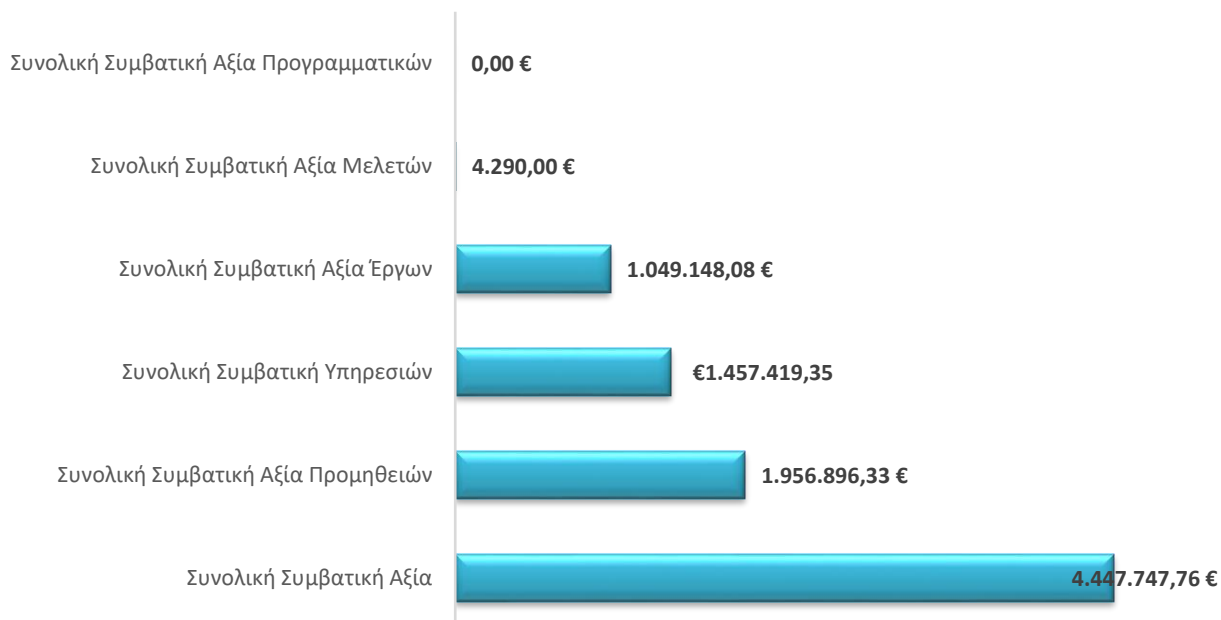 Συνολική Συμβατική Αξία Προγραμματικών 0,00 €
Συνολική Συμβατική Αξία Μελετών 4.290,00 €
Συνολική Συμβατική Αξία Έργων 1.049.148,08 €
Συνολική Συμβατική Υπηρεσιών €1.457.419,35
Συνολική Συμβατική Αξία Προμηθειών 1.956.896,33 €
Συνολική Συμβατική Αξία 4.447.747,76 €